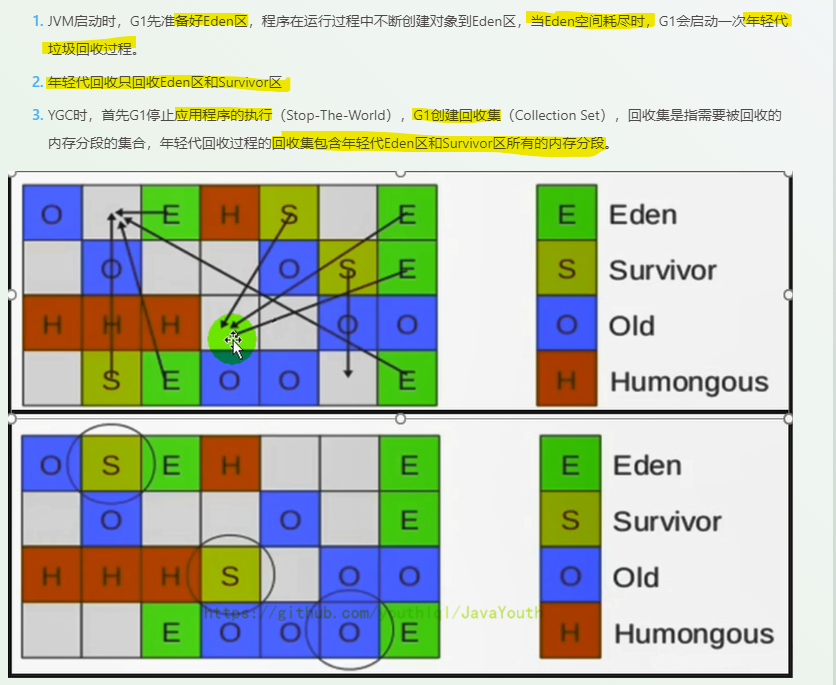 1. JVM启动时，G1先准备好Eden区，程序在运行过程中不断创建对象到Eden区，当Eden空间耗尽时，G1会启动一次年轻代
垃圾回收过程。
2. 年轻代回收只回收Eden区和Survivor区
3. YGC时，首先G1停止应用程序的执行（Stop-The-World），G1创建回收集（Collection Set），回收集是指需要被回收的
内存分段的集合，年轻代回收过程的回收集包含年轻代Eden区和Survivor区所有的内存分段。
O E H S E E Eden
O O S E S Survivor
H H H O O O Old
S E O O E H Humongous
O S E H E E Eden
O O E S Survivor
H H H S O O O Old
https://github.com/youthlql/JavaYouth
E O O O E H Humongous